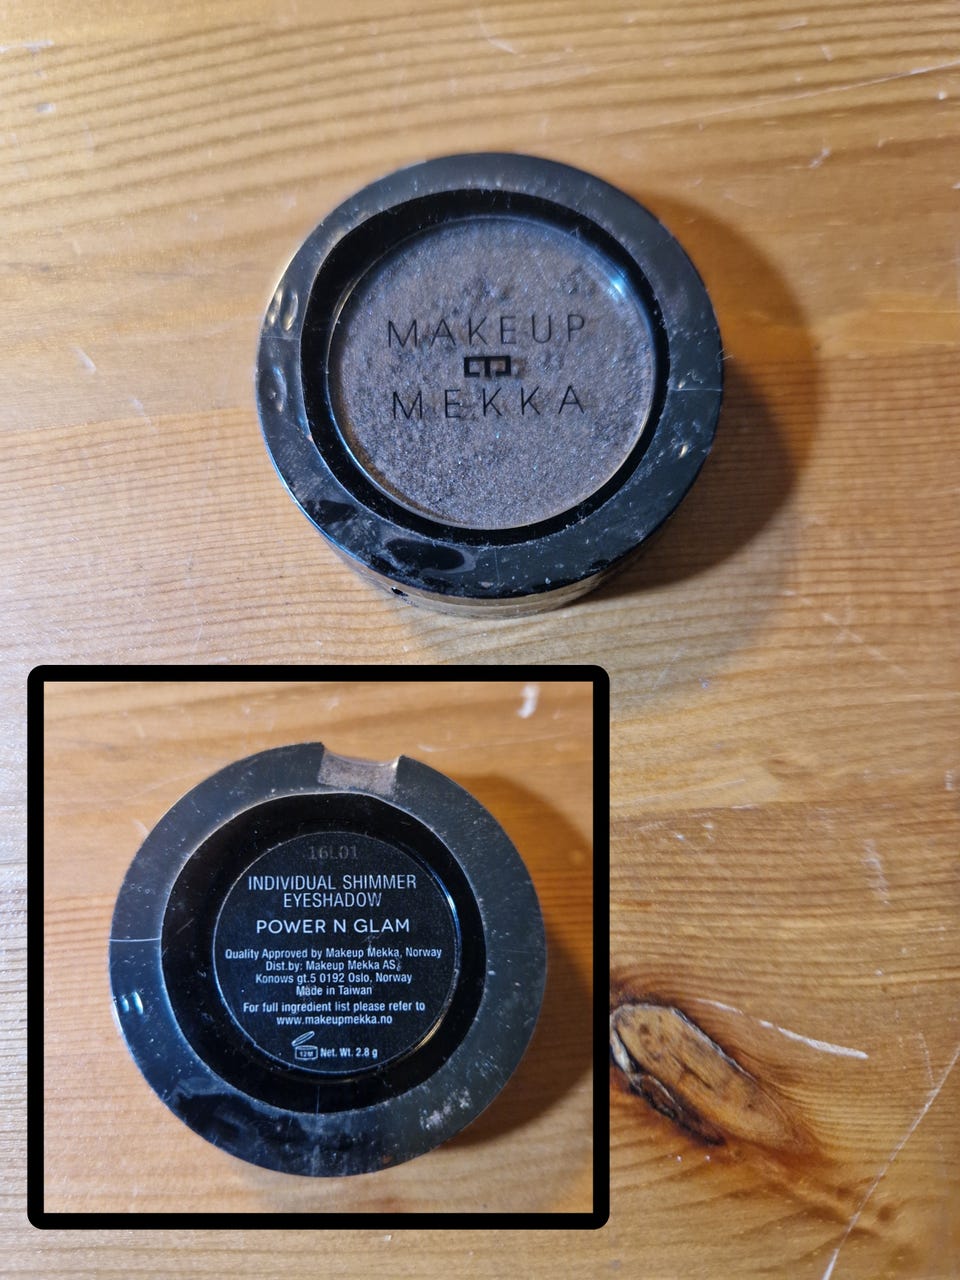 MAKEUP
MEKKA
16L01
INDIVIDUAL SHIMMER
EYESHADOW
POWER N GLAM
Quality Approved by Makeup Mekka, Norway
Dist.by: Makeup Mekka AS,
Konows gt.5 0192 Oslo, Norway
Made in Taiwan
For full ingredient list please refer to
www.makeupmekka.no
12M Net. Wt. 2.8 g